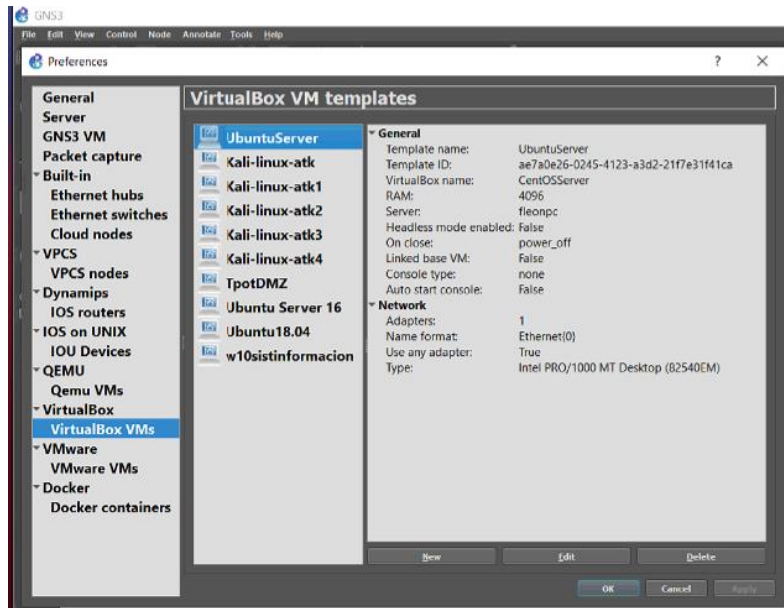 GNS3
File Edit View Control Node Annotate Tools Help
Preferences
? ×
General
Server
GNS3 VM
Packet capture
Built-in
Ethernet hubs
Ethernet switches
Cloud nodes
VPCS
VPCS nodes
Dynamips
IOS routers
IOS on UNIX
IOU Devices
QEMU
Qemu VMs
VirtualBox
VirtualBox VMs
VMware
VMware VMs
Docker
Docker containers
VirtualBox VM templates
UbuntuServer
Kali-linux-atk
Kali-linux-atk1
Kali-linux-atk2
Kali-linux-atk3
Kali-linux-atk4
TpotDMZ
Ubuntu Server 16
Ubuntu18.04
w10sistinformacion
General
Template name: UbuntuServer
Template ID: ae7a0e26-0245-4123-a3d2-21f7e31f41ca
VirtualBox name: CentOSServer
RAM: 4096
Server: fleonpc
Headless mode enabled: False
On close: power_off
Linked base VM: False
Console type: none
Auto start console: False
Network
Adapters: 1
Name format: Ethernet{0}
Use any adapter: True
Type: Intel PRO/1000 MT Desktop (82540EM)
New Edit Delete
OK Cancel Apply